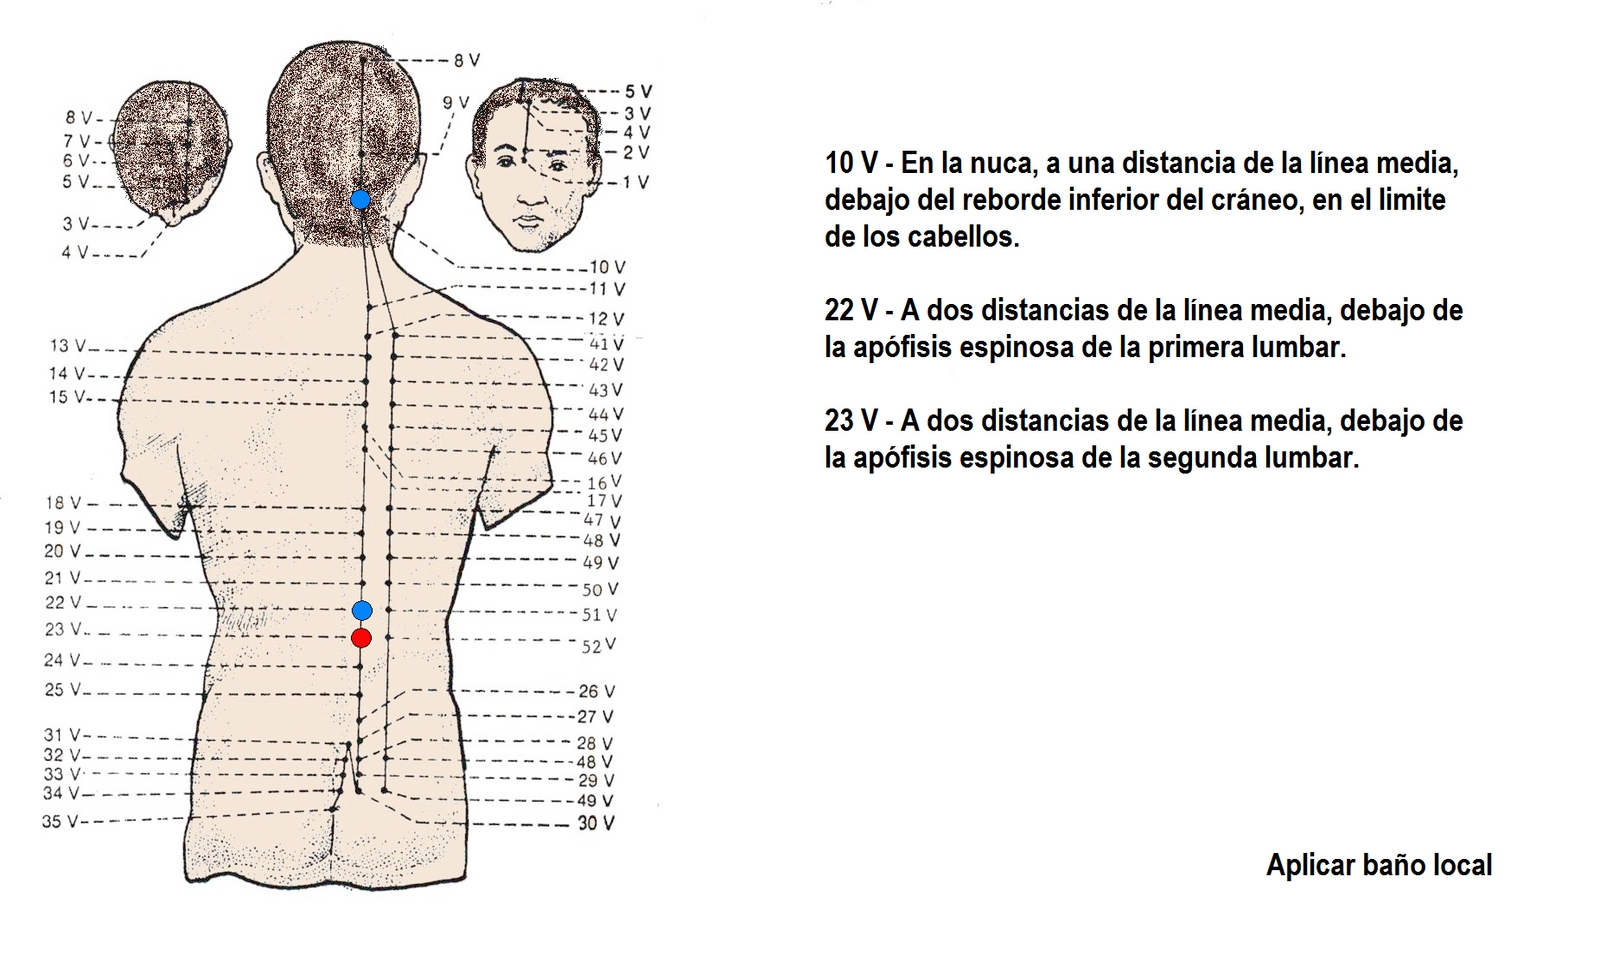 8 V
9 V
8 V
7 V
6 V
5 V
3 V
4 V
5 V
3 V
4 V
2 V
1 V
10 V
11 V
12 V
41 V
42 V
43 V
44 V
45 V
46 V
16 V
17 V
47 V
48 V
49 V
50 V
51 V
52 V
13 V
14 V
15 V
18 V
19 V
20 V
21 V
22 V
23 V
24 V
25 V
31 V
32 V
33 V
34 V
35 V
26 V
27 V
28 V
48 V
29 V
49 V
30 V
10 V - En la nuca, a una distancia de la línea media,
debajo del reborde inferior del cráneo, en el limite
de los cabellos.
22 V - A dos distancias de la línea media, debajo de
la apófisis espinosa de la primera lumbar.
23 V - A dos distancias de la línea media, debajo de
la apófisis espinosa de la segunda lumbar.
Aplicar baño local